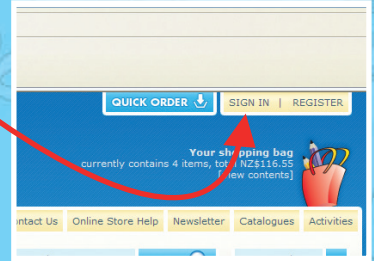 QUICK ORDER SIGN IN | REGISTER
Your shopping bag
currently contains 4 items, total NZ$116.55
[view contents]
ntact Us Online Store Help Newsletter Catalogues Activities